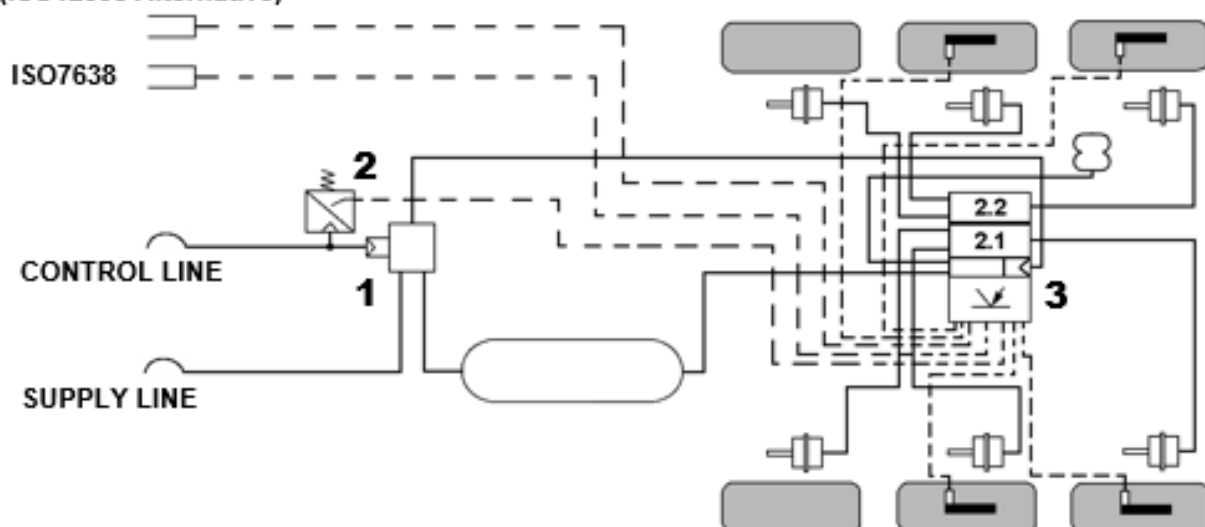 ISO7638
2
2.2
2.1
CONTROL LINE
1
3
SUPPLY LINE